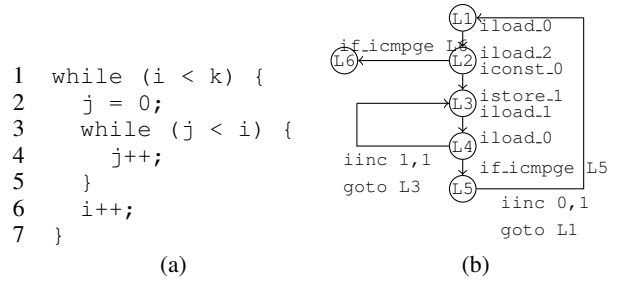 1 while (i < k) {
2 j = 0;
3 while (j < i) {
4 j++;
5 }
6 i++;
7 }
(a)
L1
iload_0
if_icmpge L6
L6
L2
iload_2
iconst_0
L3
istore_1
iload_1
L4
iload_0
iinc 1,1
goto L3
if_icmpge L5
L5
iinc 0,1
goto L1
(b)